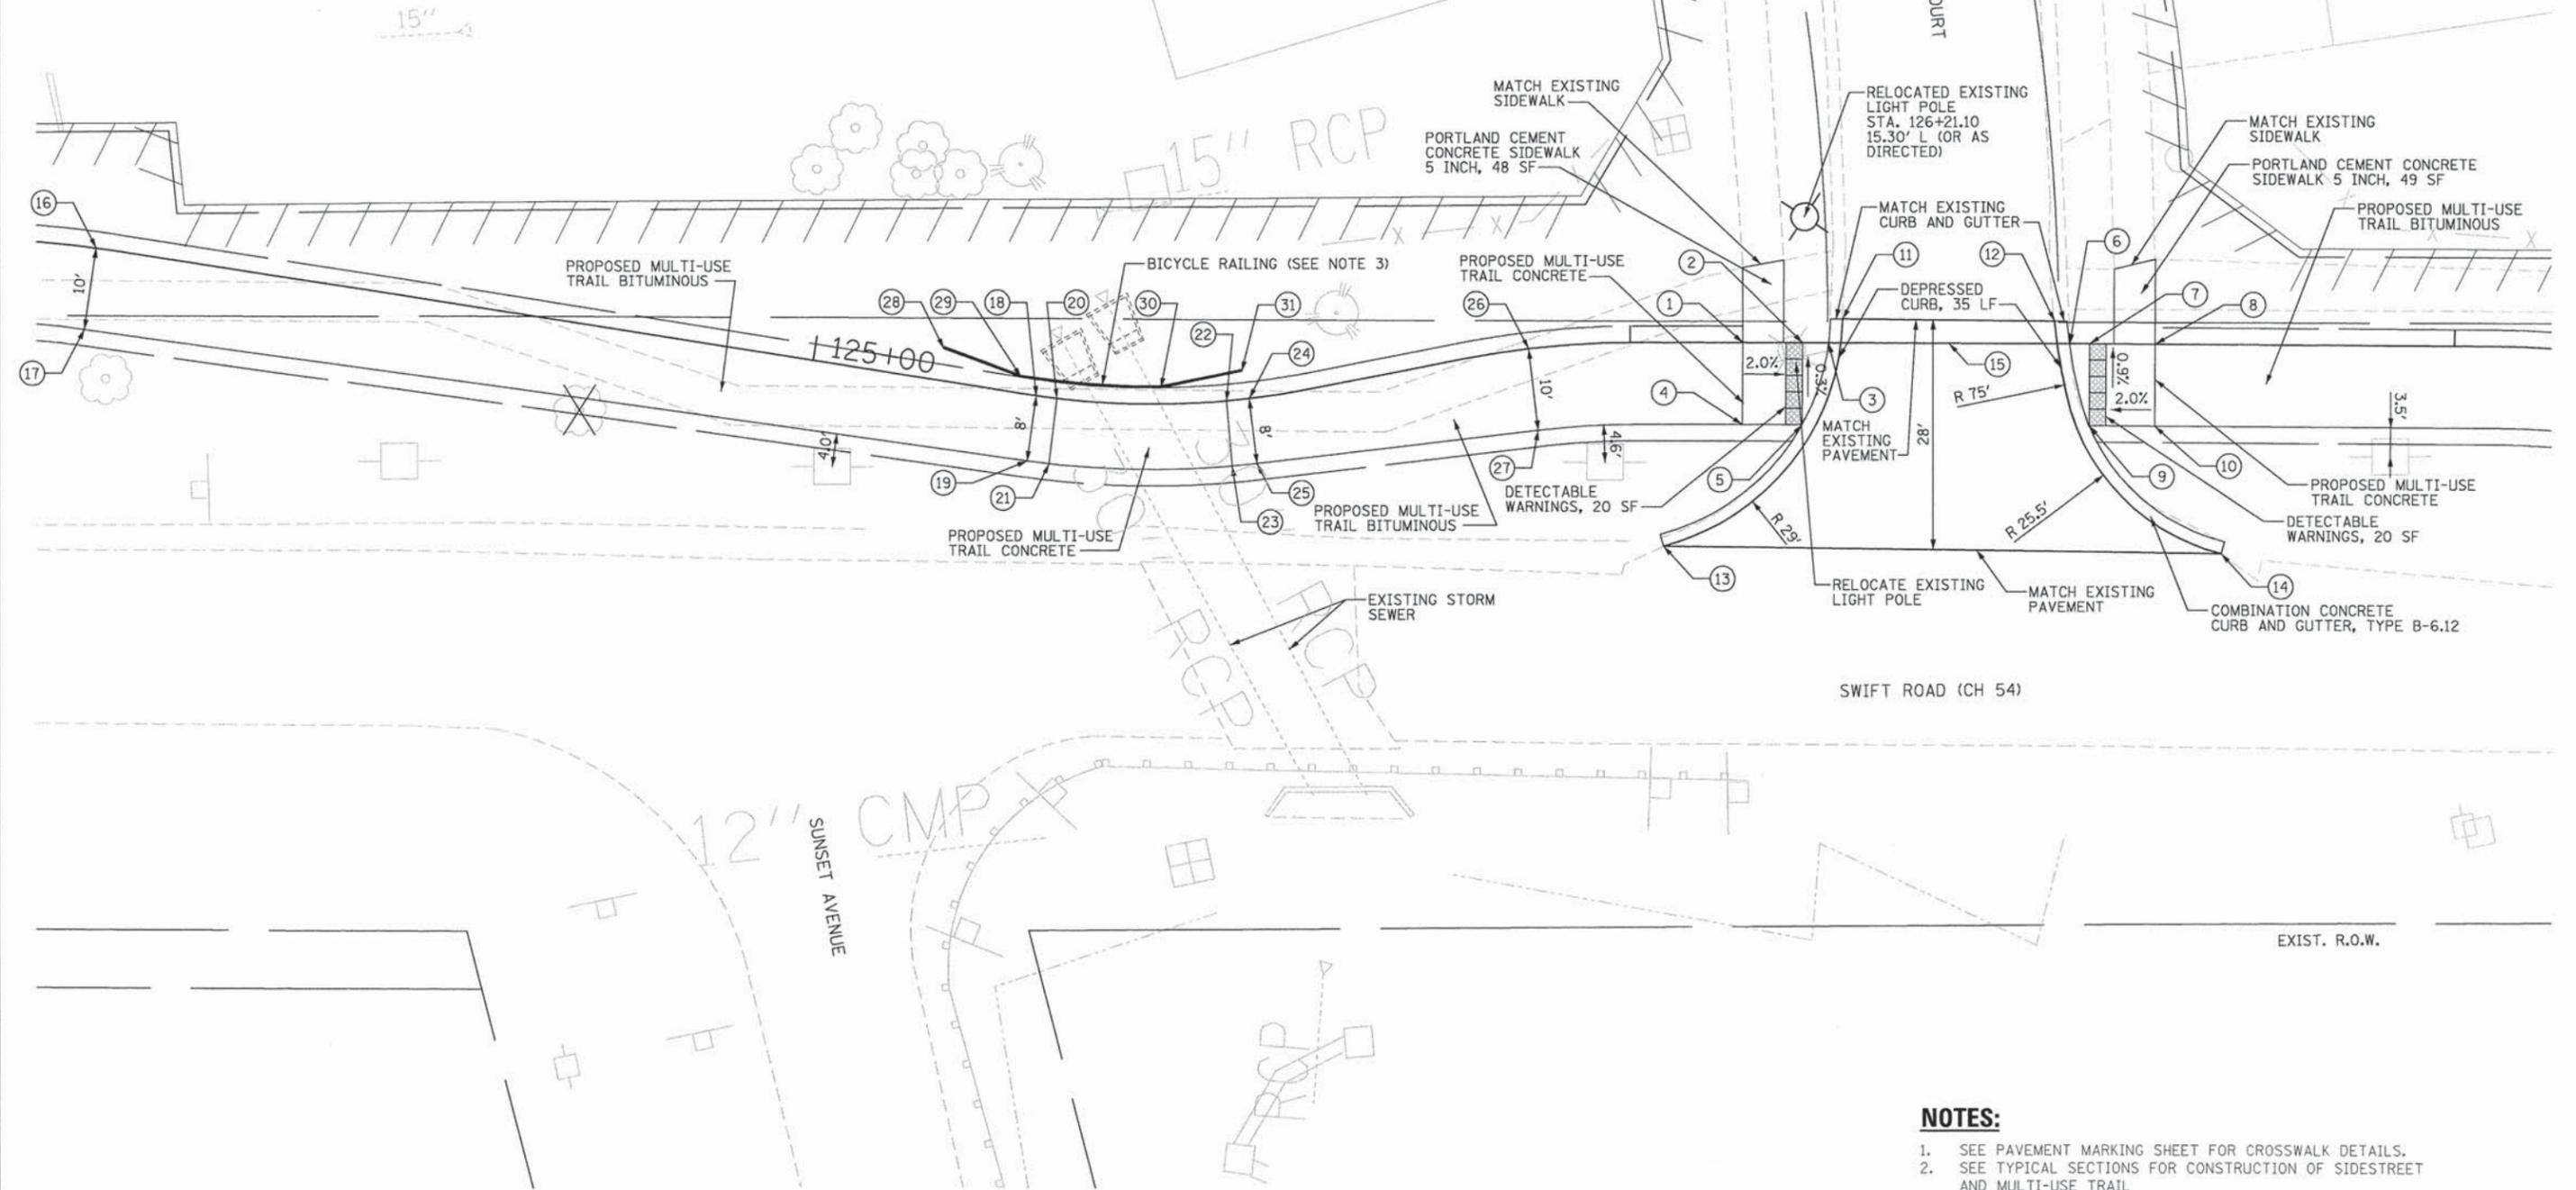 15"
OURT
MATCH EXISTING
SIDEWALK
RELOCATED EXISTING
LIGHT POLE
STA. 126+21.10
15.30' L (OR AS
DIRECTED)
PORTLAND CEMENT
CONCRETE SIDEWALK
5 INCH, 48 SF
15" RCP
MATCH EXISTING
SIDEWALK
PORTLAND CEMENT CONCRETE
SIDEWALK 5 INCH, 49 SF
PROPOSED MULTI-USE
TRAIL BITUMINOUS
16
MATCH EXISTING
CURB AND GUTTER
X
X
X
X
6
11
12
2
PROPOSED MULTI-USE
TRAIL BITUMINOUS
BICYCLE RAILING (SEE NOTE 3)
PROPOSED MULTI-USE
TRAIL CONCRETE
10'
DEPRESSED
CURB, 35 LF
28
29
18
20
30
31
26
1
7
8
22
125+00
24
17
2.0%
0.3%
15
0.9%
10'
4
3
R 75'
2.0%
3.5'
8'
8'
4.0'
4.6'
MATCH
EXISTING
PAVEMENT
28'
19
21
25
27
5
9
10
DETECTABLE
WARNINGS, 20 SF
PROPOSED MULTI-USE
TRAIL CONCRETE
PROPOSED MULTI-USE
TRAIL BITUMINOUS
23
R 29'
R 25.5'
DETECTABLE
WARNINGS, 20 SF
PROPOSED MULTI-USE
TRAIL CONCRETE
13
14
RELOCATE EXISTING
LIGHT POLE
MATCH EXISTING
PAVEMENT
EXISTING STORM
SEWER
COMBINATION CONCRETE
CURB AND GUTTER, TYPE B-6.12
RCP
RCP
SWIFT ROAD (CH 54)
12" CMP
SUNSET AVENUE
EXIST. R.O.W.
NOTES:
1. SEE PAVEMENT MARKING SHEET FOR CROSSWALK DETAILS.
2. SEE TYPICAL SECTIONS FOR CONSTRUCTION OF SIDESTREET
AND MULTI-USE TRAIL